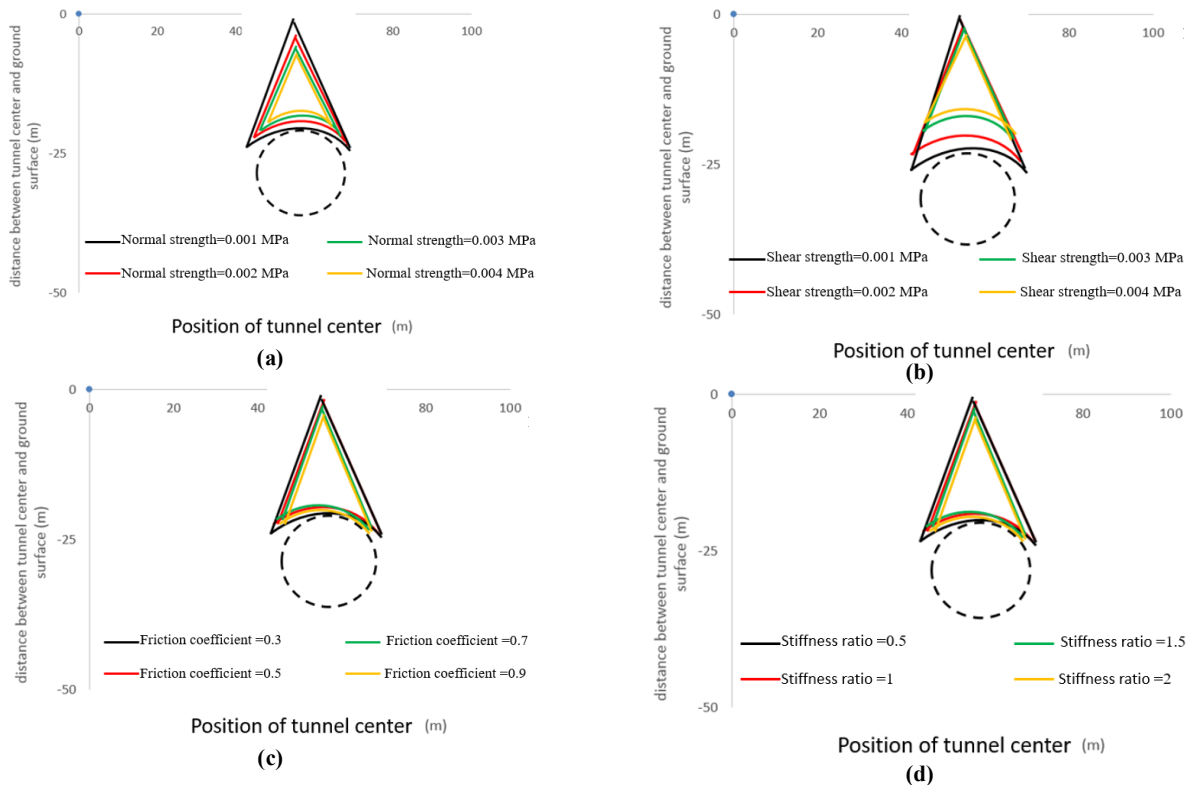 0
0
20
40
80
100
-25
-50
distance between tunnel center and ground
surface (m)
Normal strength=0.001 MPa
Normal strength=0.003 MPa
Normal strength=0.002 MPa
Normal strength=0.004 MPa
Position of tunnel center (m)
(a)
0
0
20
40
80
100
-25
-50
distance between tunnel center and ground
surface (m)
Shear strength=0.001 MPa
Shear strength=0.003 MPa
Shear strength=0.002 MPa
Shear strength=0.004 MPa
Position of tunnel center (m)
(b)
0
0
20
40
80
100
-25
-50
distance between tunnel center and ground
surface (m)
Friction coefficient =0.3
Friction coefficient =0.7
Friction coefficient =0.5
Friction coefficient =0.9
Position of tunnel center (m)
(c)
0
0
20
40
80
100
-25
-50
distance between tunnel center and ground
surface (m)
Stiffness ratio =0.5
Stiffness ratio =1.5
Stiffness ratio =1
Stiffness ratio =2
Position of tunnel center (m)
(d)